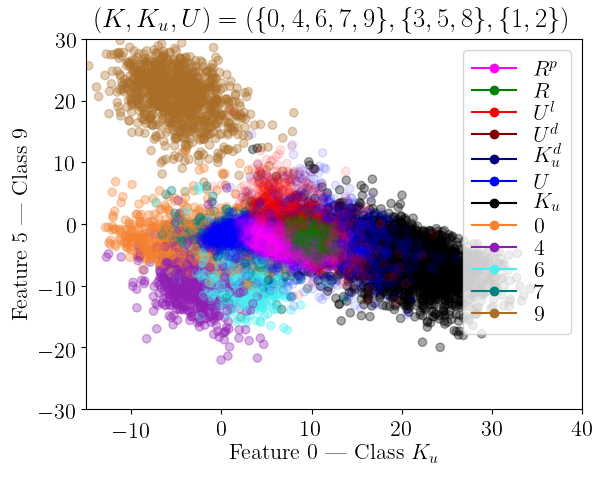 (K, K_u, U) = ({0, 4, 6, 7, 9}, {3, 5, 8}, {1, 2})
30
20
10
0
−10
−20
−30
Feature 5 — Class 9
R^p
R
U^l
U^d
K_u^d
U
K_u
0
4
6
7
9
−10
0
10
20
30
40
Feature 0 — Class K_u